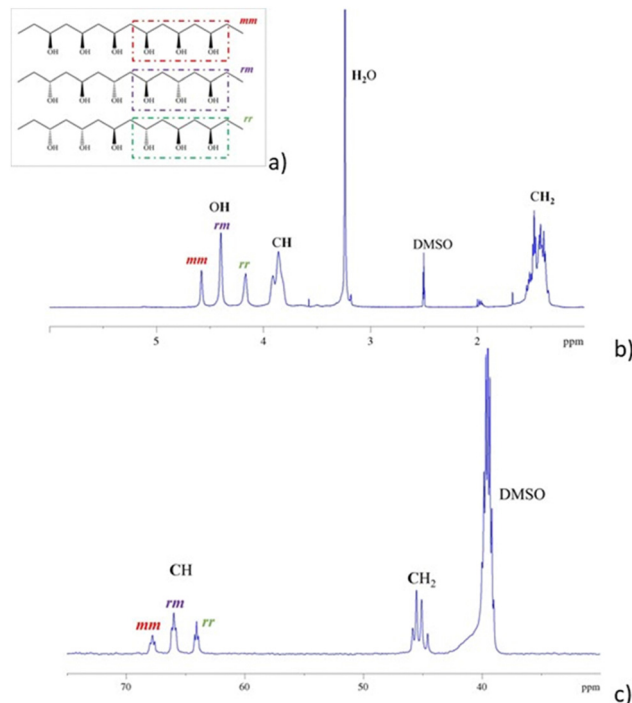 mm
OH OH OH OH OH OH
rm
OH OH OH OH OH OH
rr
OH OH OH OH OH OH
a)
H₂O
CH₂
OH
rm
CH
DMSO
mm
rr
5 4 3 2 ppm
b)
DMSO
CH
CH₂
rm
mm
rr
70 60 50 40 ppm
c)